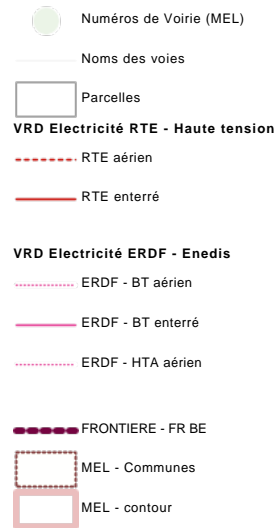 Numéros de Voirie (MEL)
Noms des voies
Parcelles
VRD Electricité RTE - Haute tension
RTE aérien
RTE enterré
VRD Electricité ERDF - Enedis
ERDF - BT aérien
ERDF - BT enterré
ERDF - HTA aérien
FRONTIERE - FR BE
MEL - Communes
MEL - contour